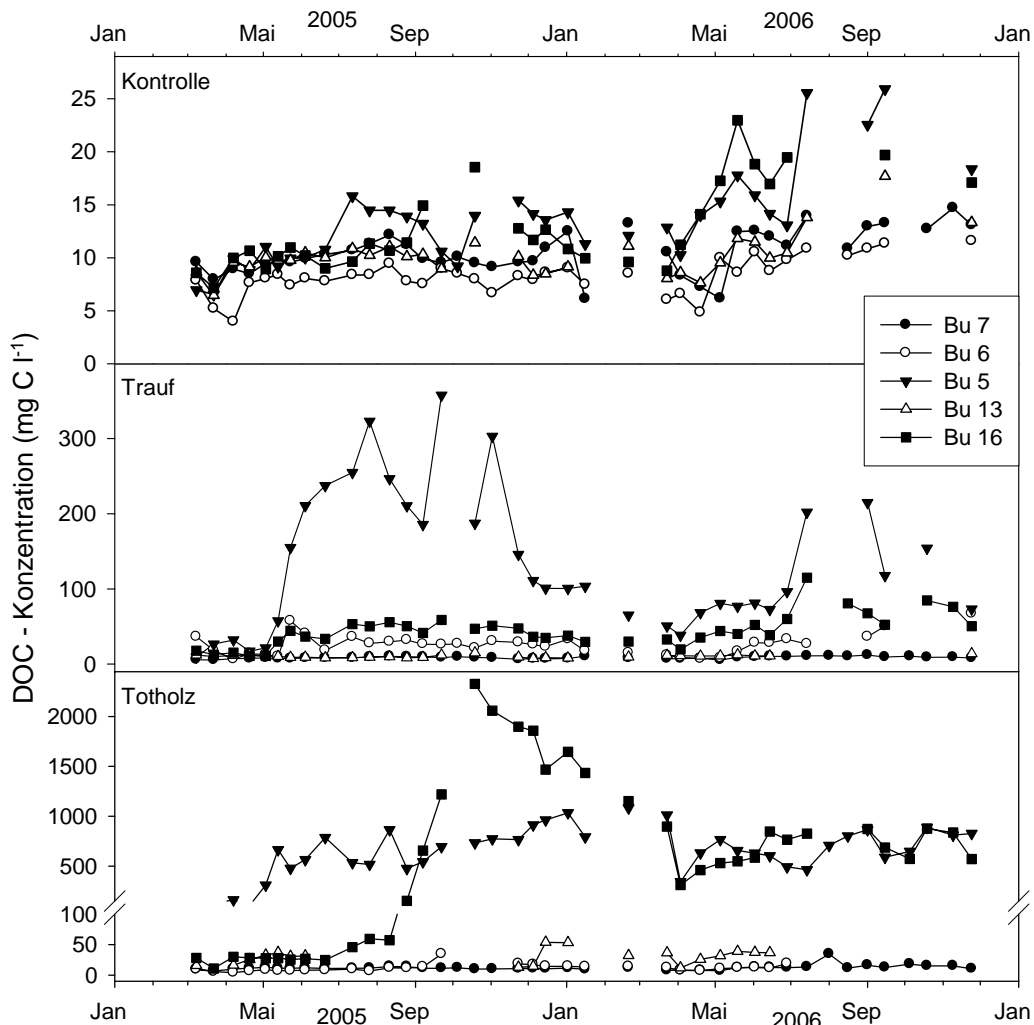 2005 2006
Jan Mai Sep Jan Mai Sep Jan
Kontrolle
25
20
15
10
5
0
Bu 7
Bu 6
Bu 5
Bu 13
Bu 16
Trauf
300
200
100
0
DOC - Konzentration (mg C l⁻¹)
Totholz
2000
1500
1000
500
100
50
0
Jan Mai Sep Jan Mai Sep Jan
2005 2006